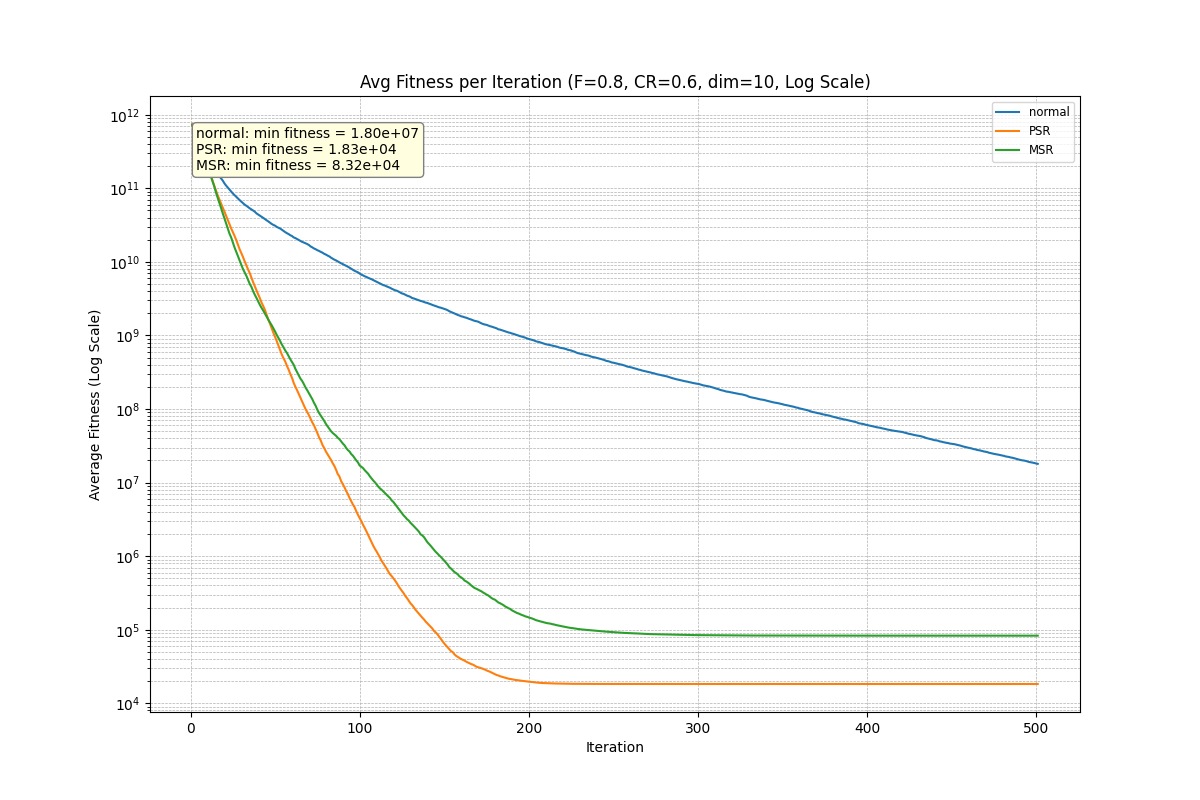 Avg Fitness per Iteration (F=0.8, CR=0.6, dim=10, Log Scale)
normal: min fitness = 1.80e+07
PSR: min fitness = 1.83e+04
MSR: min fitness = 8.32e+04
normal
PSR
MSR
Average Fitness (Log Scale)
10¹²
10¹¹
10¹⁰
10⁹
10⁸
10⁷
10⁶
10⁵
10⁴
0 100 200 300 400 500
Iteration